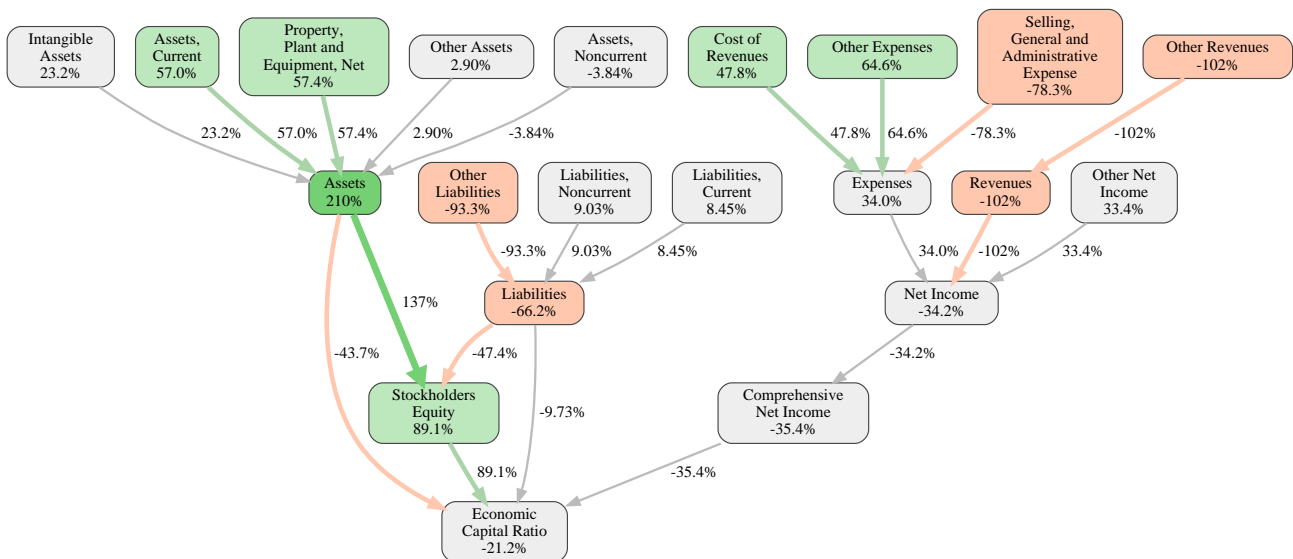 Intangible
Assets
23.2%
Assets,
Current
57.0%
Property,
Plant and
Equipment, Net
57.4%
Other Assets
2.90%
Assets,
Noncurrent
-3.84%
Cost of
Revenues
47.8%
Other Expenses
64.6%
Selling,
General and
Administrative
Expense
-78.3%
Other Revenues
-102%
23.2%
57.0%
57.4%
2.90%
-3.84%
47.8%
64.6%
-78.3%
-102%
Assets
210%
Other
Liabilities
-93.3%
Liabilities,
Noncurrent
9.03%
Liabilities,
Current
8.45%
Expenses
34.0%
Revenues
-102%
Other Net
Income
33.4%
-93.3%
9.03%
8.45%
34.0%
-102%
33.4%
137%
Liabilities
-66.2%
Net Income
-34.2%
-43.7%
-47.4%
-34.2%
Stockholders
Equity
89.1%
-9.73%
Comprehensive
Net Income
-35.4%
89.1%
-35.4%
Economic
Capital Ratio
-21.2%